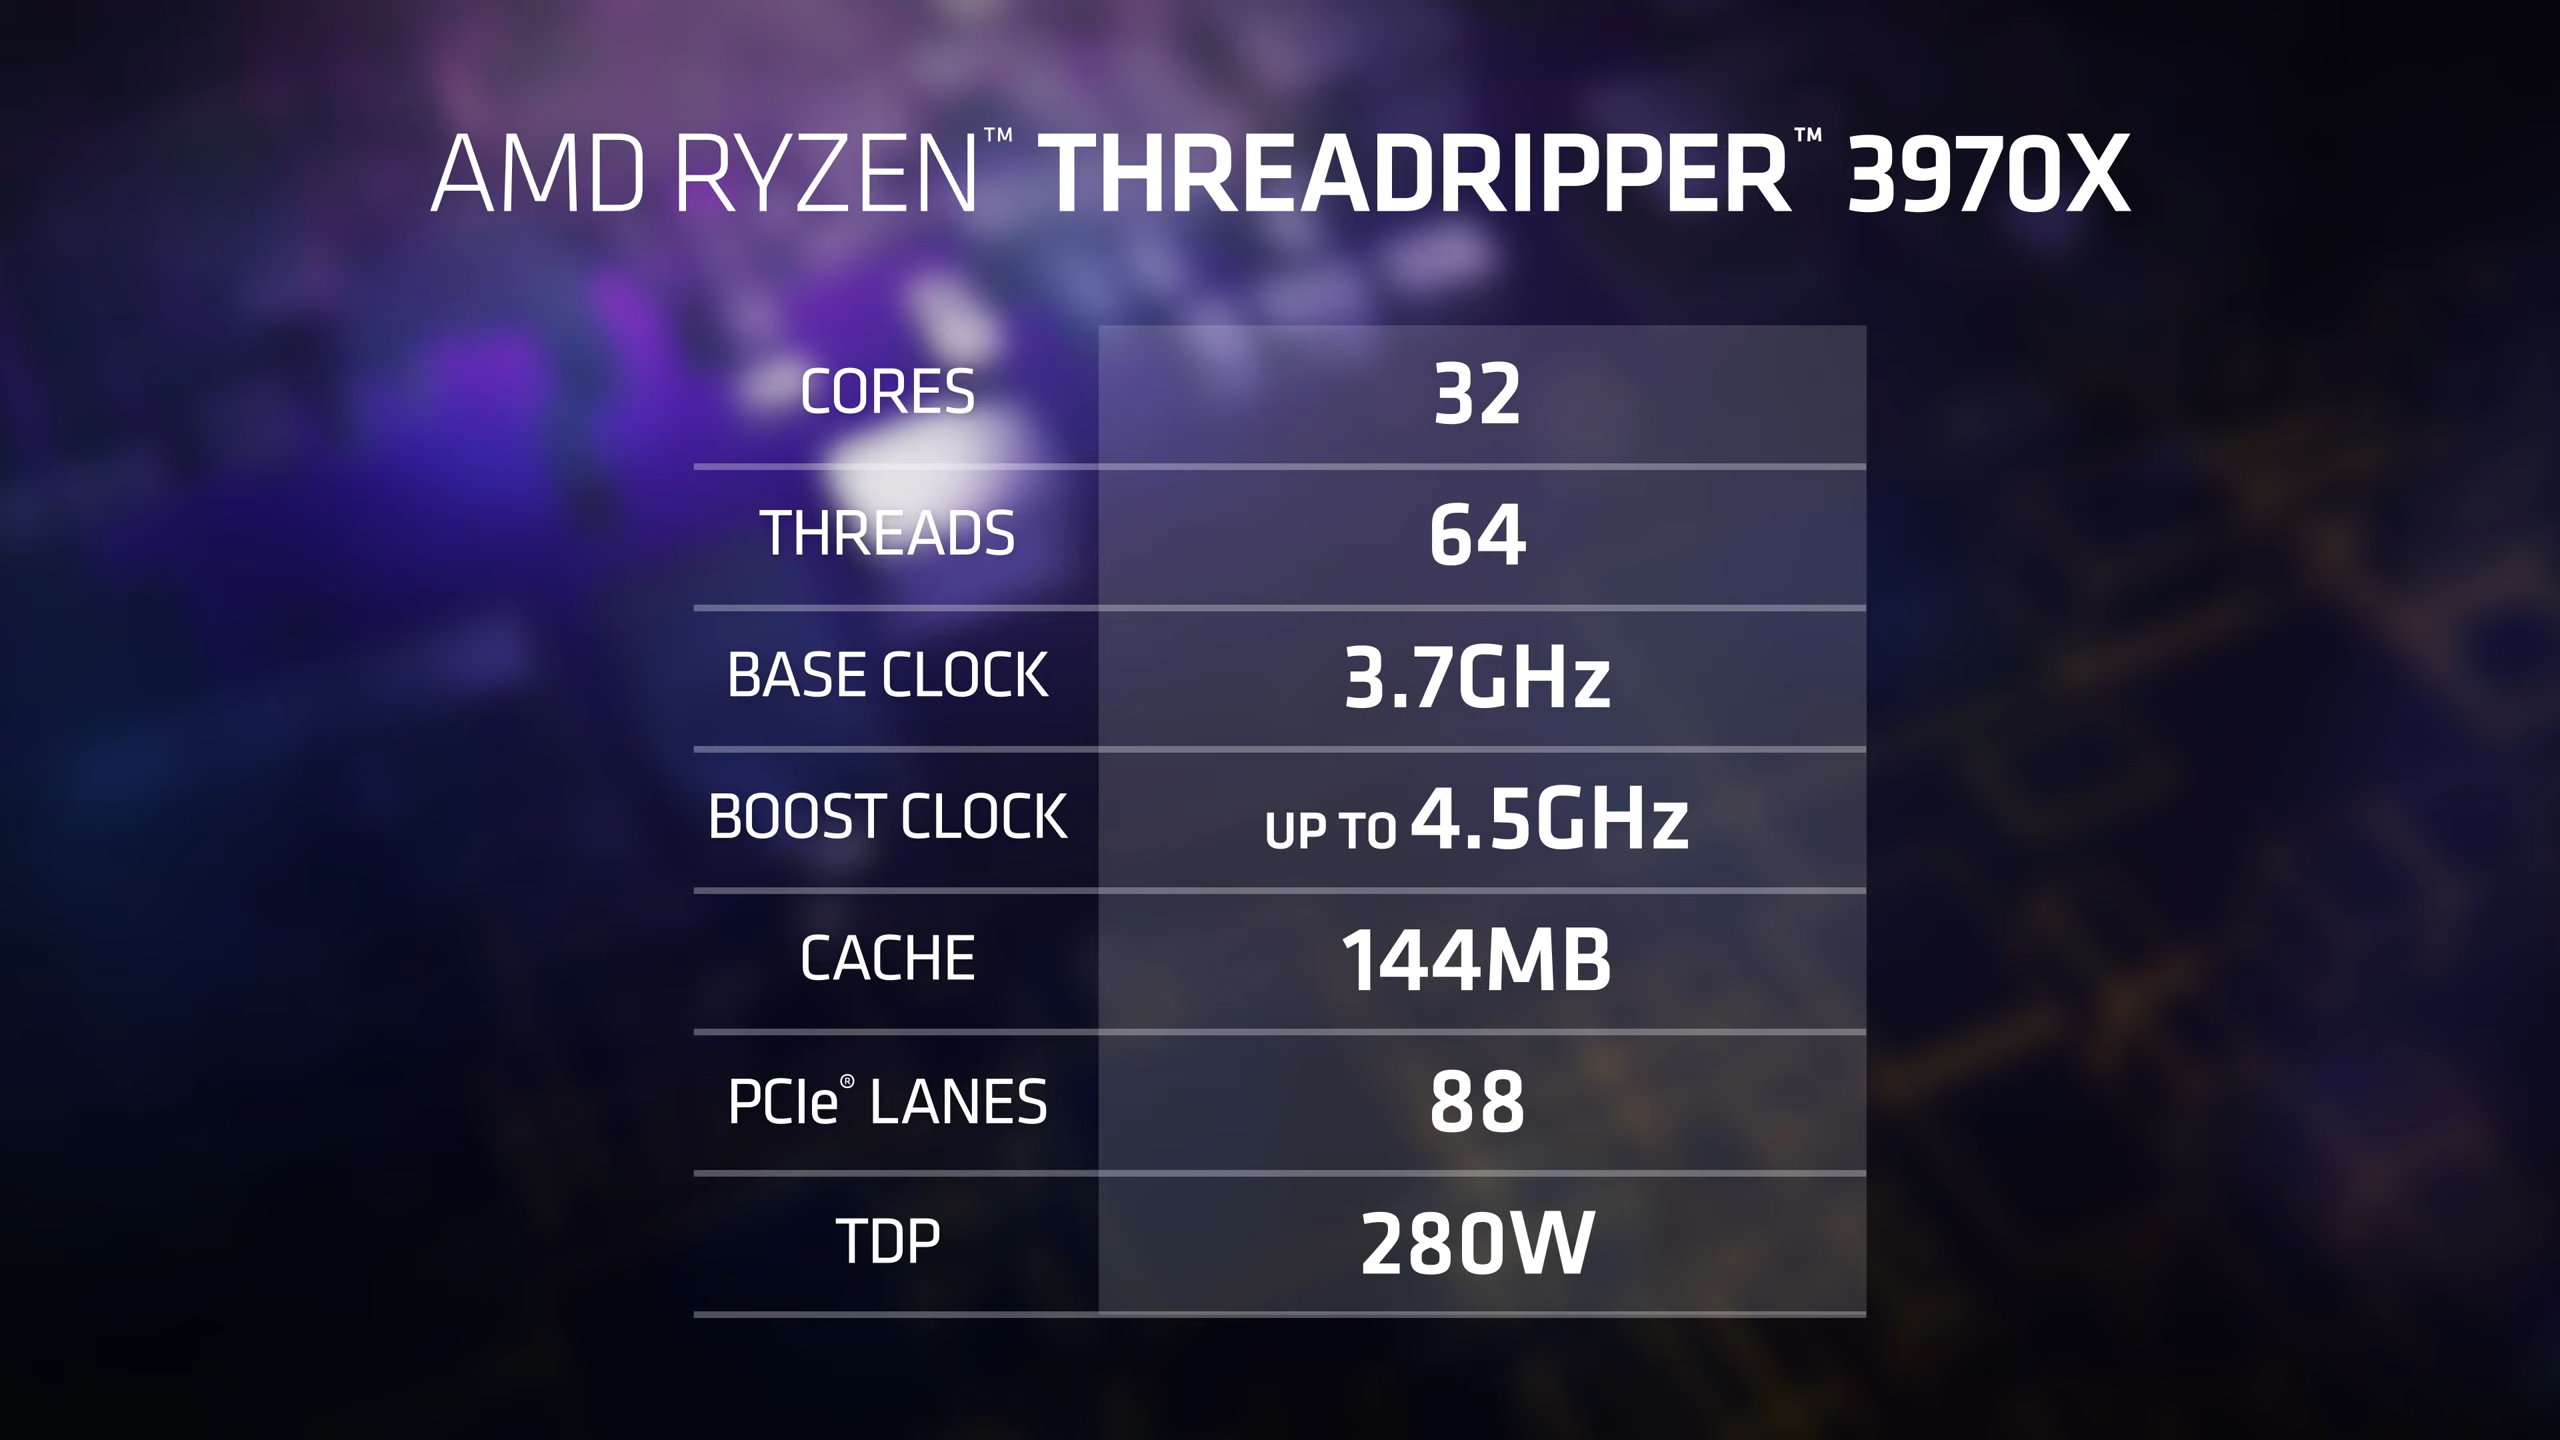 AMD RYZEN™ THREADRIPPER™ 3970X
CORES 32
THREADS 64
BASE CLOCK 3.7GHz
BOOST CLOCK UP TO 4.5GHz
CACHE 144MB
PCIe® LANES 88
TDP 280W